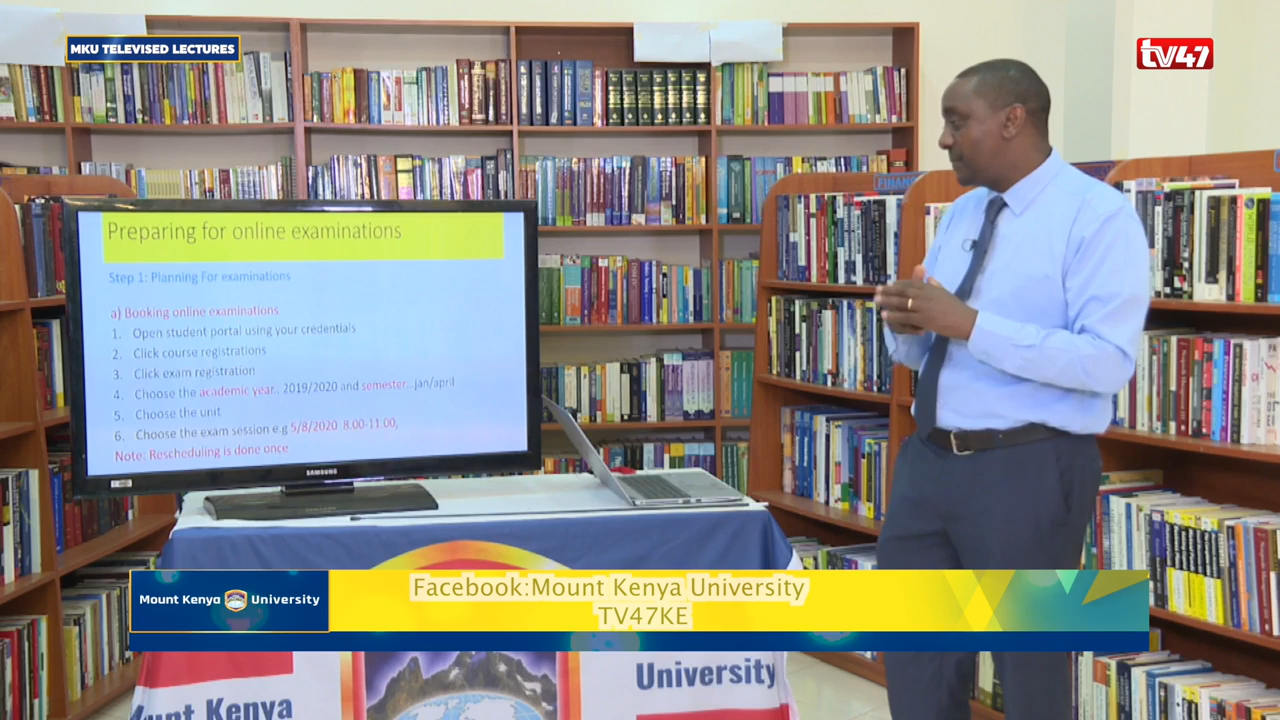 MKU TELEVISED LECTURES
tv47
FINANCE
Preparing for online examinations
Step 1: Planning for examinations
a) Booking online examinations
1. Open student portal using your credentials
2. Click course registrations
3. Click exam registration
4. Choose the academic year.. 2019/2020 and semester.. jan/april
5. Choose the unit
6. Choose the exam session e.g 5/8/2020 8.00-11.00,
Note: Rescheduling is done once
SAMSUNG
Mount Kenya University
Facebook:Mount Kenya University
TV47KE
Mount Kenya
University